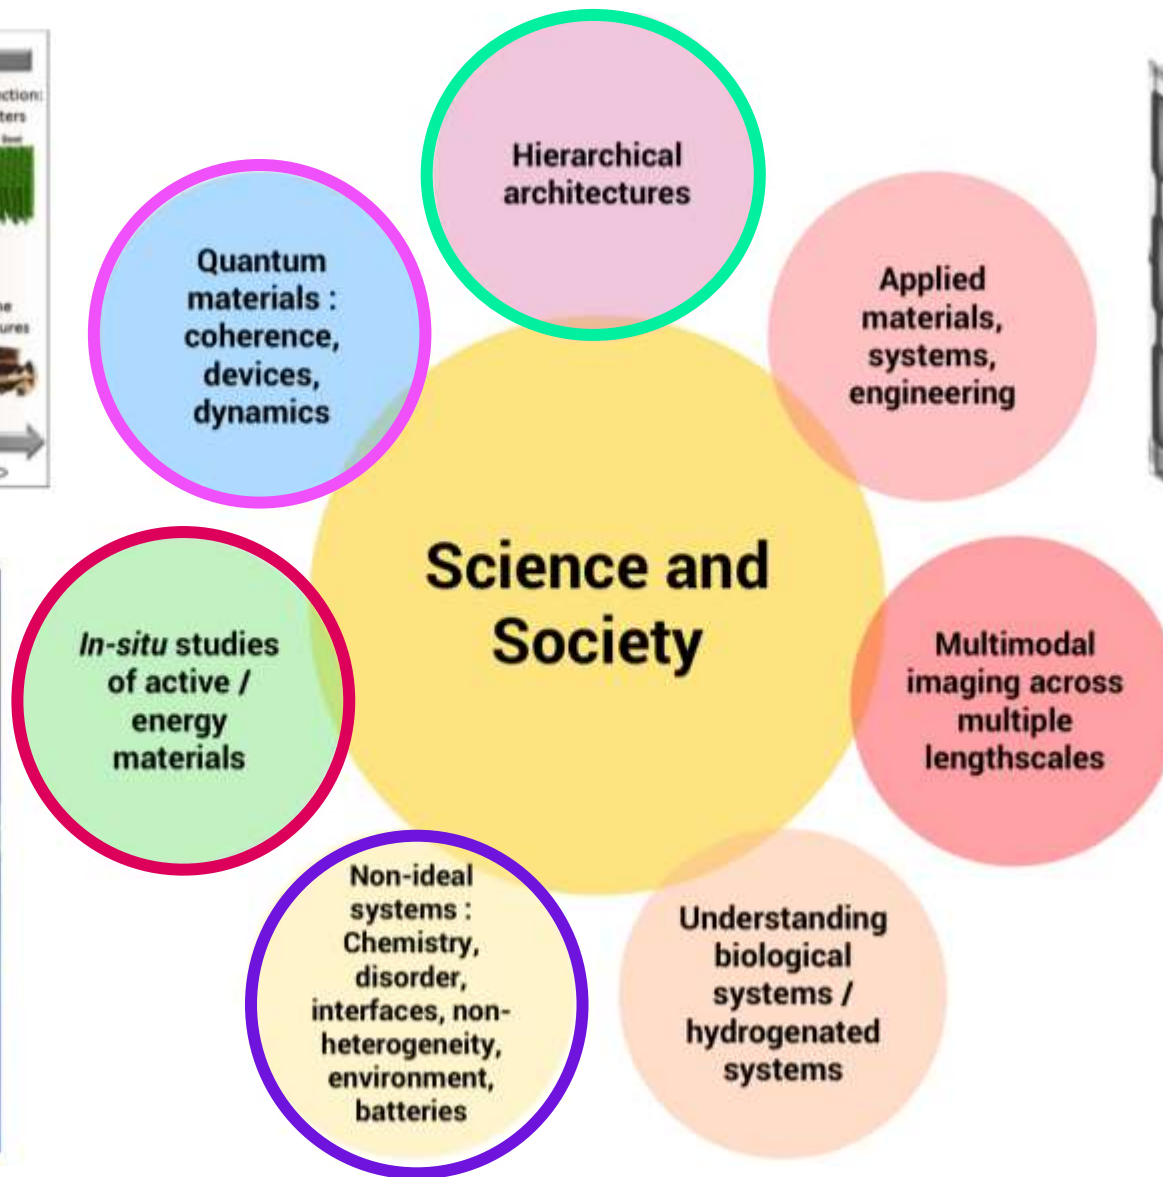 Hierarchical
architectures
Quantum
materials :
coherence,
devices,
dynamics
Applied
materials,
systems,
engineering
Science and
Society
In-situ studies
of active /
energy
materials
Multimodal
imaging across
multiple
lengthscales
Non-ideal
systems :
Chemistry,
disorder,
interfaces, non-
heterogeneity,
environment,
batteries
Understanding
biological
systems /
hydrogenated
systems